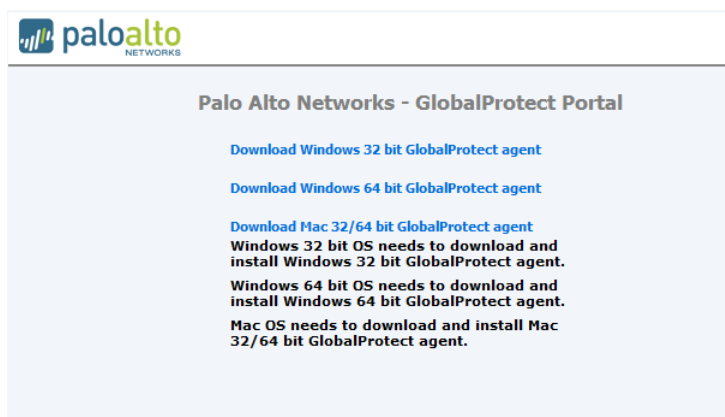 paloalto
NETWORKS
Palo Alto Networks - GlobalProtect Portal
Download Windows 32 bit GlobalProtect agent
Download Windows 64 bit GlobalProtect agent
Download Mac 32/64 bit GlobalProtect agent
Windows 32 bit OS needs to download and
install Windows 32 bit GlobalProtect agent.
Windows 64 bit OS needs to download and
install Windows 64 bit GlobalProtect agent.
Mac OS needs to download and install Mac
32/64 bit GlobalProtect agent.